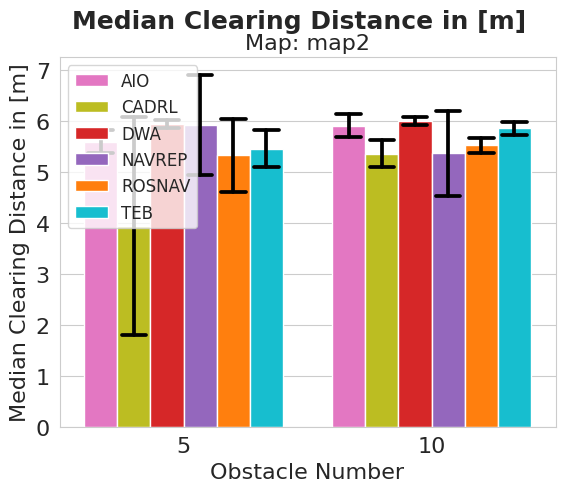 Median Clearing Distance in [m]
Map: map2
Median Clearing Distance in [m]
7
6
5
4
3
2
1
0
AIO
CADRL
DWA
NAVREP
ROSNAV
TEB
5
10
Obstacle Number